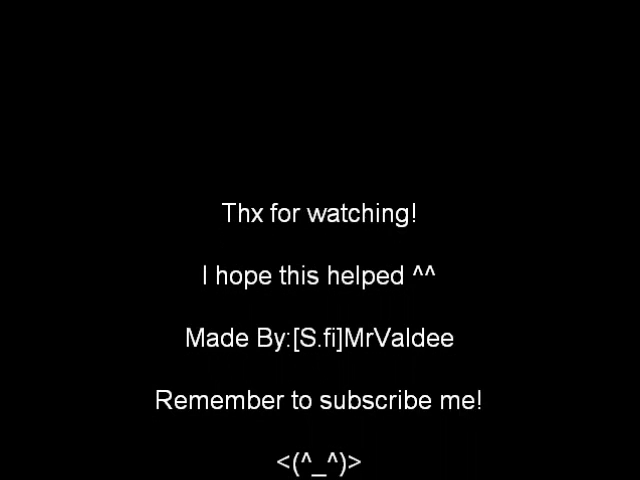 Thx for watching!
I hope this helped ^^
Made By:[S.fi]MrValdee
Remember to subscribe me!
<(^_^)>